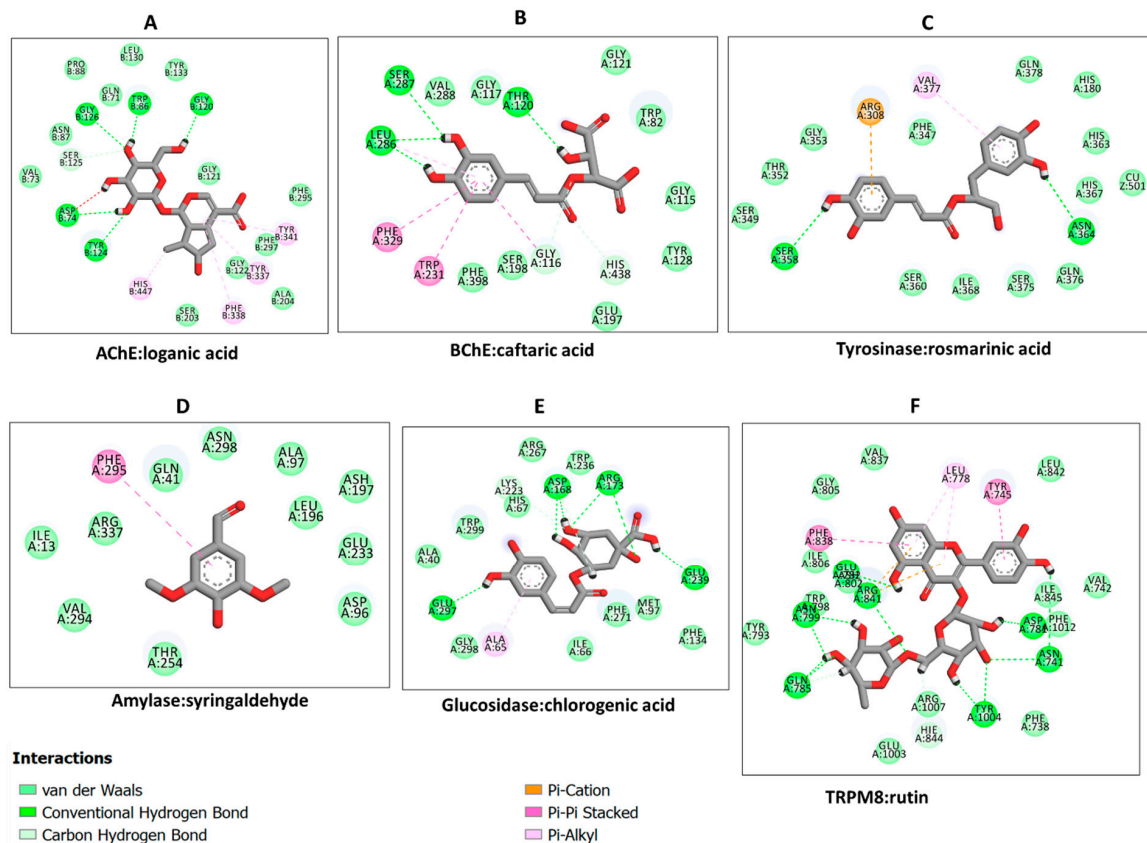 A
LEU
B:130
PRO
B:88
TYR
B:133
GLN
B:71
TRP
B:86
GLY
B:120
GLY
B:126
ASN
B:87
SER
B:125
VAL
B:73
GLY
B:121
PHE
B:295
ASP
B:74
TYR
B:341
TYR
B:124
PHE
B:297
GLY
B:122
TYR
B:337
HIS
B:447
ALA
B:204
SER
B:203
PHE
B:338
AChE:loganic acid
B
GLY
A:121
SER
A:287
VAL
A:288
GLY
A:117
THR
A:120
TRP
A:82
LEU
A:286
GLY
A:115
PHE
A:329
TRP
A:231
PHE
A:398
SER
A:198
GLY
A:116
HIS
A:438
TYR
A:128
GLU
A:197
BChE:caftaric acid
C
VAL
A:377
GLN
A:378
HIS
A:180
ARG
A:308
PHE
A:347
GLY
A:353
HIS
A:363
THR
A:352
HIS
A:367
CU
Z:501
SER
A:349
ASN
A:364
SER
A:358
SER
A:360
ILE
A:368
SER
A:375
GLN
A:376
Tyrosinase:rosmarinic acid
D
ASN
A:298
PHE
A:295
GLN
A:41
ALA
A:97
ASH
A:197
LEU
A:196
ILE
A:13
ARG
A:337
GLU
A:233
VAL
A:294
ASP
A:96
THR
A:254
Amylase:syringaldehyde
E
ARG
A:267
TRP
A:236
LYS
A:223
ASP
A:168
ARG
A:173
HIS
A:67
TRP
A:299
ALA
A:40
GLU
A:239
GLU
A:297
PHE
A:271
MET
A:97
GLY
A:298
ALA
A:65
ILE
A:66
PHE
A:134
Glucosidase:chlorogenic acid
F
VAL
A:837
LEU
A:778
LEU
A:842
GLY
A:805
TYR
A:745
PHE
A:838
ILE
A:806
GLU
A:802
ARG
A:841
ILE
A:845
VAL
A:742
TRP
A:798
ASN
A:799
ASP
A:781
PHE
A:1012
TYR
A:793
ASN
A:741
GLN
A:785
ARG
A:1007
TYR
A:1004
PHE
A:738
HIE
A:844
GLU
A:1003
TRPM8:rutin
Interactions
van der Waals
Conventional Hydrogen Bond
Carbon Hydrogen Bond
Pi-Cation
Pi-Pi Stacked
Pi-Alkyl